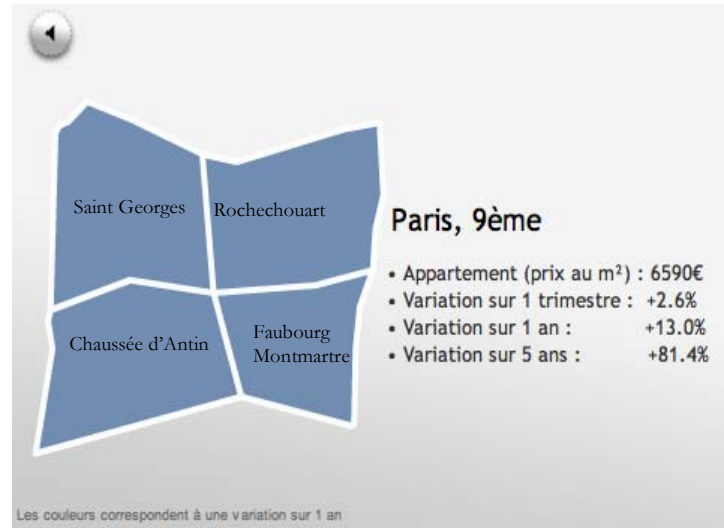 Saint Georges
Rochechouart
Chaussée d'Antin
Faubourg
Montmartre
Paris, 9ème
• Appartement (prix au m²) : 6590€
• Variation sur 1 trimestre : +2.6%
• Variation sur 1 an : +13.0%
• Variation sur 5 ans : +81.4%
Les couleurs correspondent à une variation sur 1 an